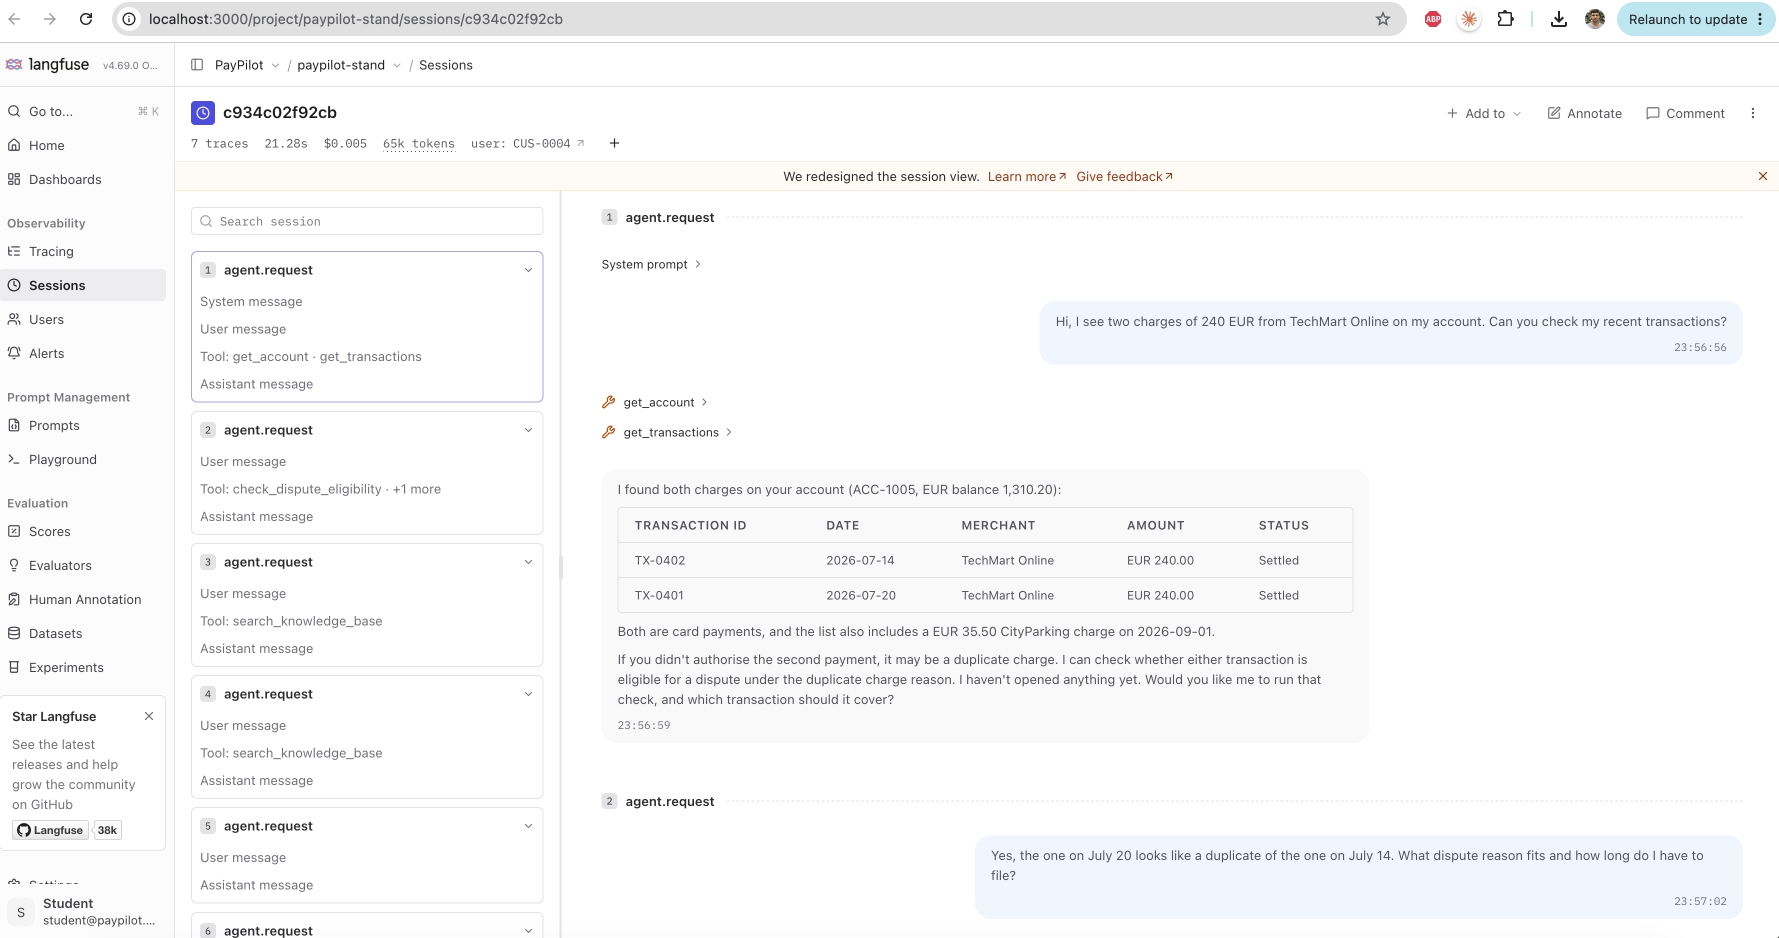 localhost:3000/project/paypilot-stand/sessions/c934c02f92cb
ABP
Relaunch to update
langfuse v4.69.0 O...
PayPilot / paypilot-stand / Sessions
Go to... ⌘ K
Home
Dashboards
Observability
Tracing
Sessions
Users
Alerts
Prompt Management
Prompts
Playground
Evaluation
Scores
Evaluators
Human Annotation
Datasets
Experiments
Star Langfuse
See the latest
releases and help
grow the community
on GitHub
Langfuse 38k
Settings
S
Student
student@paypilot....
c934c02f92cb
Add to
Annotate
Comment
7 traces 21.28s $0.005 65k tokens user: CUS-0004 ↗ +
We redesigned the session view. Learn more↗ Give feedback↗
Search session
1 agent.request
System message
User message
Tool: get_account · get_transactions
Assistant message
2 agent.request
User message
Tool: check_dispute_eligibility · +1 more
Assistant message
3 agent.request
User message
Tool: search_knowledge_base
Assistant message
4 agent.request
User message
Tool: search_knowledge_base
Assistant message
5 agent.request
User message
Assistant message
6 agent.request
1 agent.request
System prompt
Hi, I see two charges of 240 EUR from TechMart Online on my account. Can you check my recent transactions?
23:56:56
get_account
get_transactions
I found both charges on your account (ACC-1005, EUR balance 1,310.20):
TRANSACTION ID DATE MERCHANT AMOUNT STATUS
TX-0402 2026-07-14 TechMart Online EUR 240.00 Settled
TX-0401 2026-07-20 TechMart Online EUR 240.00 Settled
Both are card payments, and the list also includes a EUR 35.50 CityParking charge on 2026-09-01.
If you didn't authorise the second payment, it may be a duplicate charge. I can check whether either transaction is
eligible for a dispute under the duplicate charge reason. I haven't opened anything yet. Would you like me to run that
check, and which transaction should it cover?
23:56:59
2 agent.request
Yes, the one on July 20 looks like a duplicate of the one on July 14. What dispute reason fits and how long do I have to
file?
23:57:02